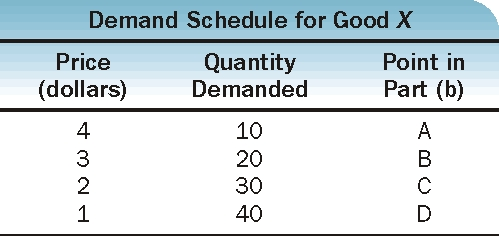 Demand Schedule for Good X
Price (dollars) Quantity Demanded Point in Part (b)
4 10 A
3 20 B
2 30 C
1 40 D